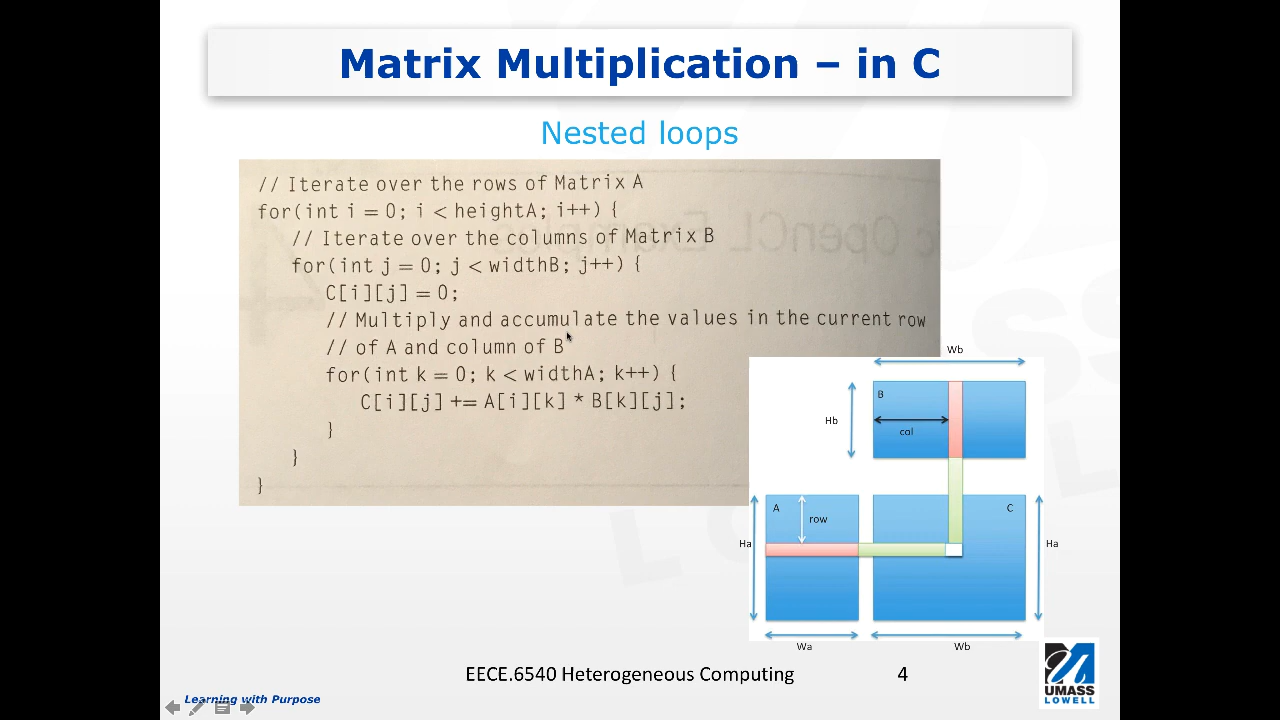 Matrix Multiplication – in C
Nested loops
// Iterate over the rows of Matrix A
for(int i = 0; i < heightA; i++) {
// Iterate over the columns of Matrix B
for(int j = 0; j < widthB; j++) {
C[i][j] = 0;
// Multiply and accumulate the values in the current row
// of A and column of B
for(int k = 0; k < widthA; k++) {
C[i][j] += A[i][k] * B[k][j];
}
}
}
Wb
B
Hb
col
A
C
row
Ha
Ha
Wa
Wb
EECE.6540 Heterogeneous Computing
4
UMASS
LOWELL
Learning with Purpose